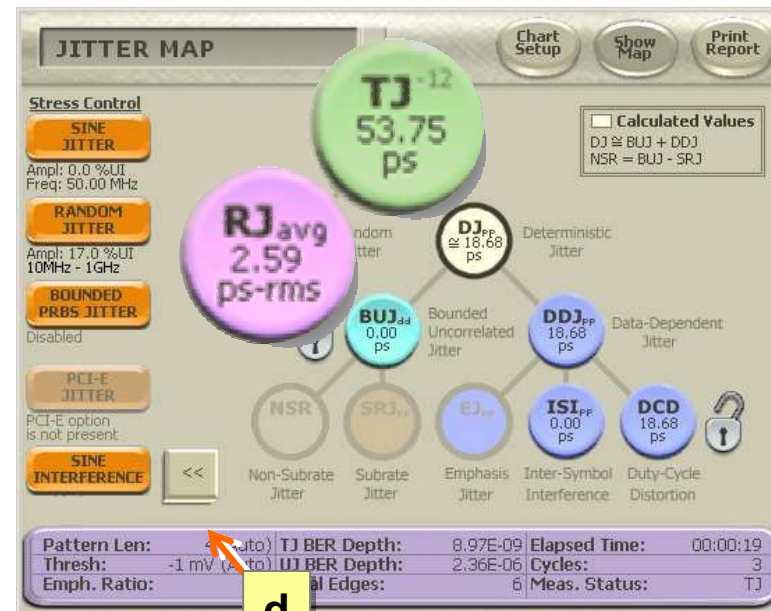 JITTER MAP
Chart Setup
Show Map
Print Report
Stress Control
SINE JITTER
Ampl: 0.0 %UI
Freq: 50.00 MHz
RANDOM JITTER
Ampl: 17.0 %UI
10MHz - 1GHz
BOUNDED PRBS JITTER
Disabled
PCI-E JITTER
PCI-E option
is not present
SINE INTERFERENCE
<<
TJ-12
53.75
ps
Calculated Values
DJ ≅ BUJ + DDJ
NSR = BUJ - SRJ
RJavg
2.59
ps-rms
DJPP
≅ 18.68
ps
Deterministic
Jitter
BUJdd
0.00
ps
Bounded
Uncorrelated
Jitter
DDJPP
18.68
ps
Data-Dependent
Jitter
NSR
Non-Subrate
Jitter
SRJ
Subrate
Jitter
EJ
Emphasis
Jitter
ISIPP
0.00
ps
Inter-Symbol
Interference
DCD
18.68
ps
Duty-Cycle
Distortion
Pattern Len: TJ BER Depth: 8.97E-09 Elapsed Time: 00:00:19
Thresh: -1 mV (Auto) UJ BER Depth: 2.36E-06 Cycles: 3
Emph. Ratio: Edges: 6 Meas. Status: TJ
d